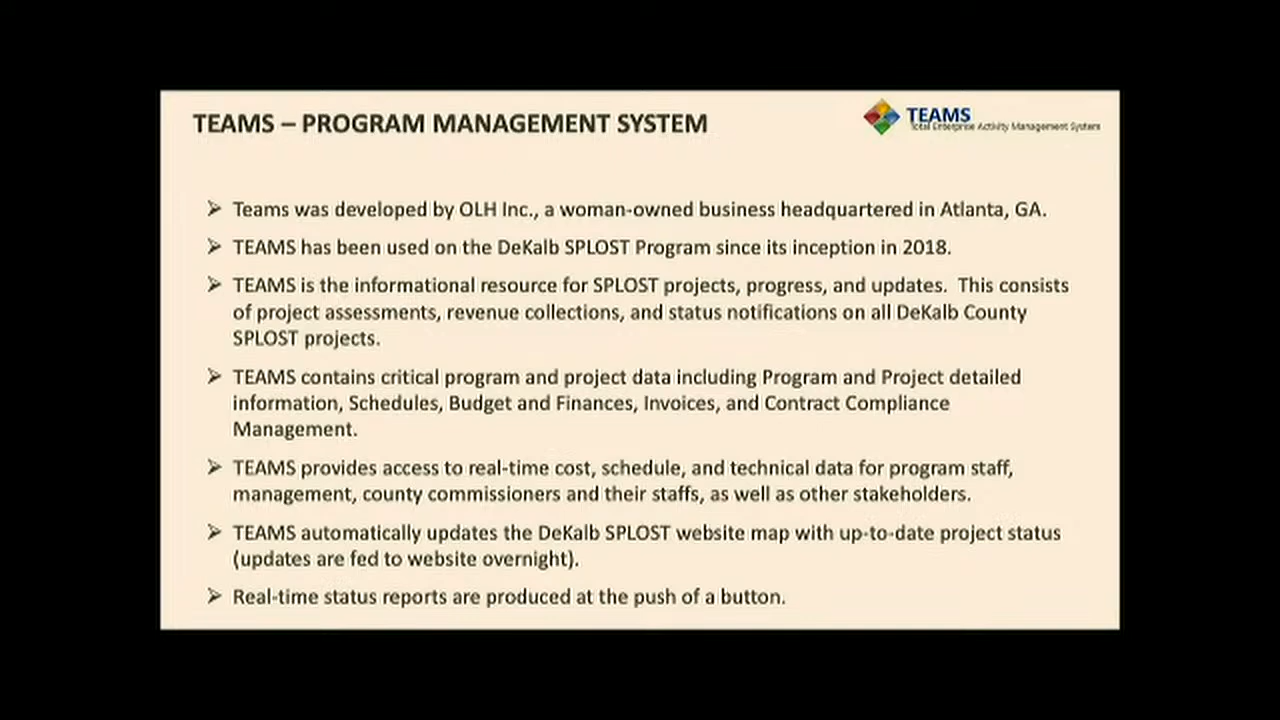 TEAMS – PROGRAM MANAGEMENT SYSTEM
TEAMS
Total Enterprise Activity Management System
➢ Teams was developed by OLH Inc., a woman-owned business headquartered in Atlanta, GA.
➢ TEAMS has been used on the DeKalb SPLOST Program since its inception in 2018.
➢ TEAMS is the informational resource for SPLOST projects, progress, and updates.  This consists
of project assessments, revenue collections, and status notifications on all DeKalb County
SPLOST projects.
➢ TEAMS contains critical program and project data including Program and Project detailed
information, Schedules, Budget and Finances, Invoices, and Contract Compliance
Management.
➢ TEAMS provides access to real-time cost, schedule, and technical data for program staff,
management, county commissioners and their staffs, as well as other stakeholders.
➢ TEAMS automatically updates the DeKalb SPLOST website map with up-to-date project status
(updates are fed to website overnight).
➢ Real-time status reports are produced at the push of a button.